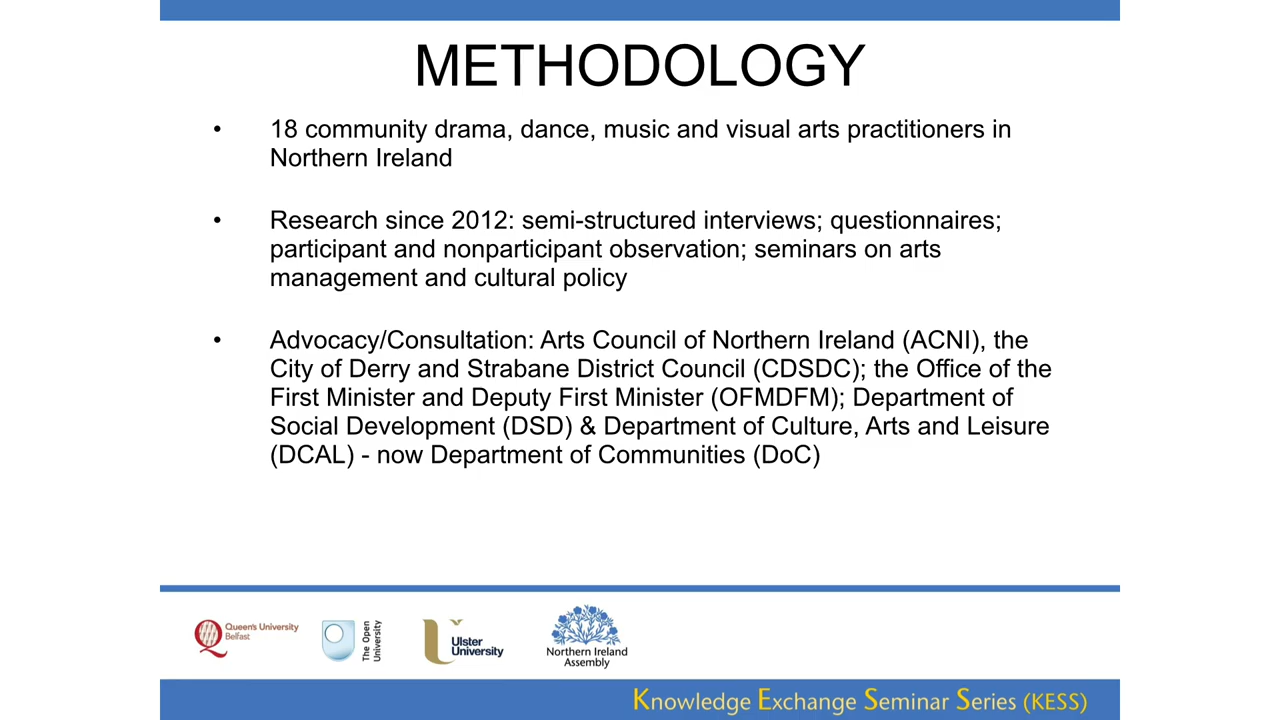 METHODOLOGY
• 18 community drama, dance, music and visual arts practitioners in
Northern Ireland
• Research since 2012: semi-structured interviews; questionnaires;
participant and nonparticipant observation; seminars on arts
management and cultural policy
• Advocacy/Consultation: Arts Council of Northern Ireland (ACNI), the
City of Derry and Strabane District Council (CDSDC); the Office of the
First Minister and Deputy First Minister (OFMDFM); Department of
Social Development (DSD) & Department of Culture, Arts and Leisure
(DCAL) - now Department of Communities (DoC)
Queen's University
Belfast
The Open
University
Ulster
University
Northern Ireland
Assembly
Knowledge Exchange Seminar Series (KESS)